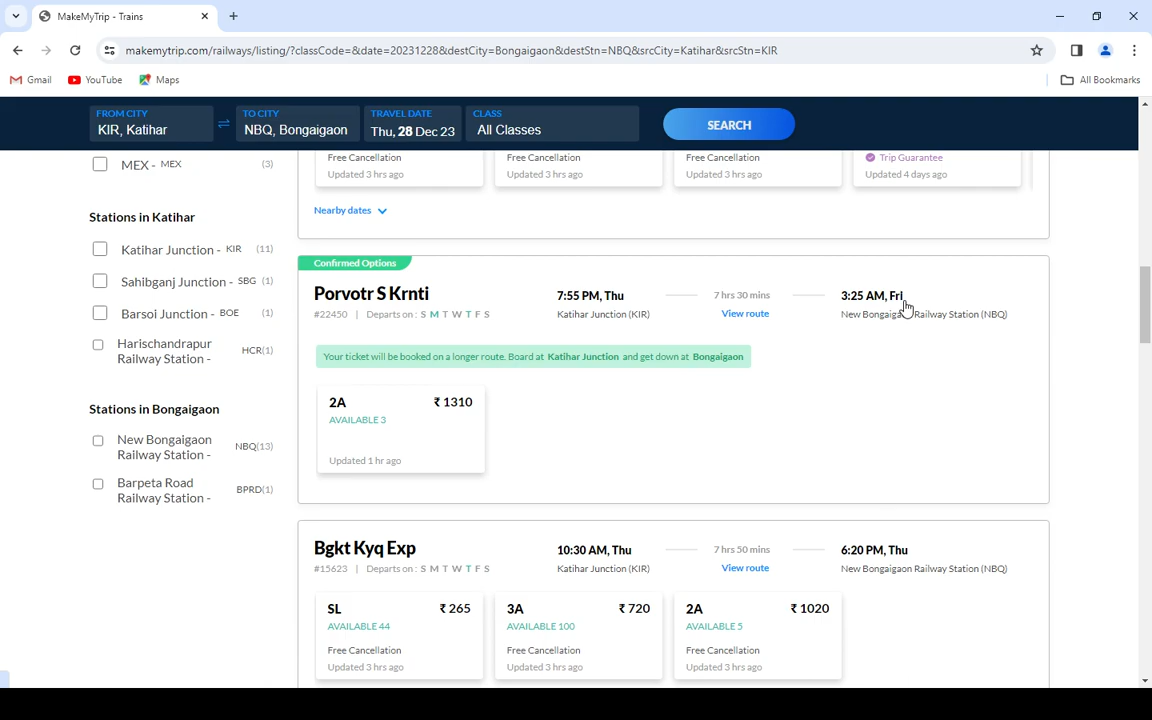 MakeMyTrip - Trains
makemytrip.com/railways/listing/?classCode=&date=20231228&destCity=Bongaigaon&destStn=NBQ&srcCity=Katihar&srcStn=KIR
Gmail YouTube Maps All Bookmarks
FROM CITY TO CITY TRAVEL DATE CLASS
KIR, Katihar NBQ, Bongaigaon Thu, 28 Dec 23 All Classes SEARCH
MEX - MEX (3)
Stations in Katihar
Katihar Junction - KIR (11)
Sahibganj Junction - SBG (1)
Barsoi Junction - BOE (1)
Harischandrapur
Railway Station - HCR(1)
Stations in Bongaigaon
New Bongaigaon
Railway Station - NBQ(13)
Barpeta Road
Railway Station - BPRD(1)
Free Cancellation Free Cancellation Free Cancellation Trip Guarantee
Updated 3 hrs ago Updated 3 hrs ago Updated 3 hrs ago Updated 4 days ago
Nearby dates
Confirmed Options
Porvotr S Krnti 7:55 PM, Thu 7 hrs 30 mins 3:25 AM, Fri
#22450 | Departs on : S M T W T F S Katihar Junction (KIR) View route New Bongaigaon Railway Station (NBQ)
Your ticket will be booked on a longer route. Board at Katihar Junction and get down at Bongaigaon
2A ₹ 1310
AVAILABLE 3
Updated 1 hr ago
Bgkt Kyq Exp 10:30 AM, Thu 7 hrs 50 mins 6:20 PM, Thu
#15623 | Departs on : S M T W T F S Katihar Junction (KIR) View route New Bongaigaon Railway Station (NBQ)
SL ₹ 265 3A ₹ 720 2A ₹ 1020
AVAILABLE 44 AVAILABLE 100 AVAILABLE 5
Free Cancellation Free Cancellation Free Cancellation
Updated 3 hrs ago Updated 3 hrs ago Updated 3 hrs ago